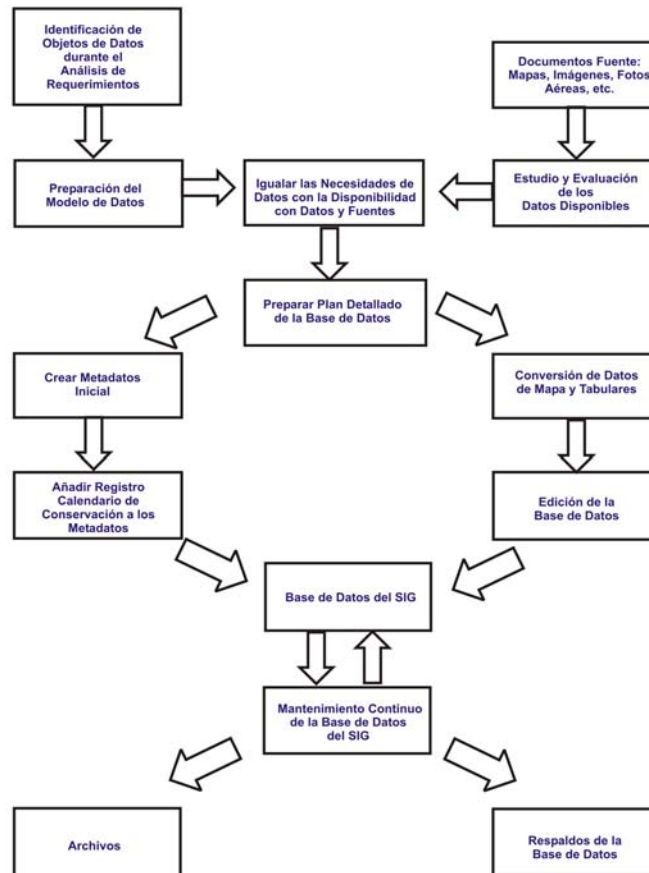 Identificación de
Objetos de Datos
durante el
Análisis de
Requerimientos
Documentos Fuente:
Mapas, Imágenes, Fotos
Aéreas, etc.
Preparación del
Modelo de Datos
Igualar las Necesidades de
Datos con la Disponibilidad
con Datos y Fuentes
Estudio y Evaluación
de los
Datos Disponibles
Preparar Plan Detallado
de la Base de Datos
Crear Metadatos
Inicial
Conversión de Datos
de Mapa y Tabulares
Añadir Registro
Calendario de
Conservación a los
Metadatos
Edición de la
Base de Datos
Base de Datos del SIG
Mantenimiento Continuo
de la Base de Datos
del SIG
Archivos
Respaldos de la
Base de Datos